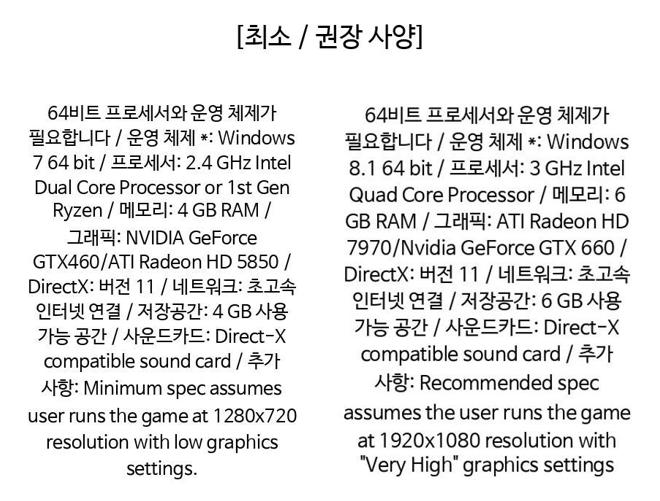 [최소 / 권장 사양]
64비트 프로세서와 운영 체제가
필요합니다 / 운영 체제 *: Windows
7 64 bit / 프로세서: 2.4 GHz Intel
Dual Core Processor or 1st Gen
Ryzen / 메모리: 4 GB RAM /
그래픽: NVIDIA GeForce
GTX460/ATI Radeon HD 5850 /
DirectX: 버전 11 / 네트워크: 초고속
인터넷 연결 / 저장공간: 4 GB 사용
가능 공간 / 사운드카드: Direct-X
compatible sound card / 추가
사항: Minimum spec assumes
user runs the game at 1280x720
resolution with low graphics
settings.
64비트 프로세서와 운영 체제가
필요합니다 / 운영 체제 *: Windows
8.1 64 bit / 프로세서: 3 GHz Intel
Quad Core Processor / 메모리: 6
GB RAM / 그래픽: ATI Radeon HD
7970/Nvidia GeForce GTX 660 /
DirectX: 버전 11 / 네트워크: 초고속
인터넷 연결 / 저장공간: 6 GB 사용
가능 공간 / 사운드카드: Direct-X
compatible sound card / 추가
사항: Recommended spec
assumes the user runs the game
at 1920x1080 resolution with
"Very High" graphics settings